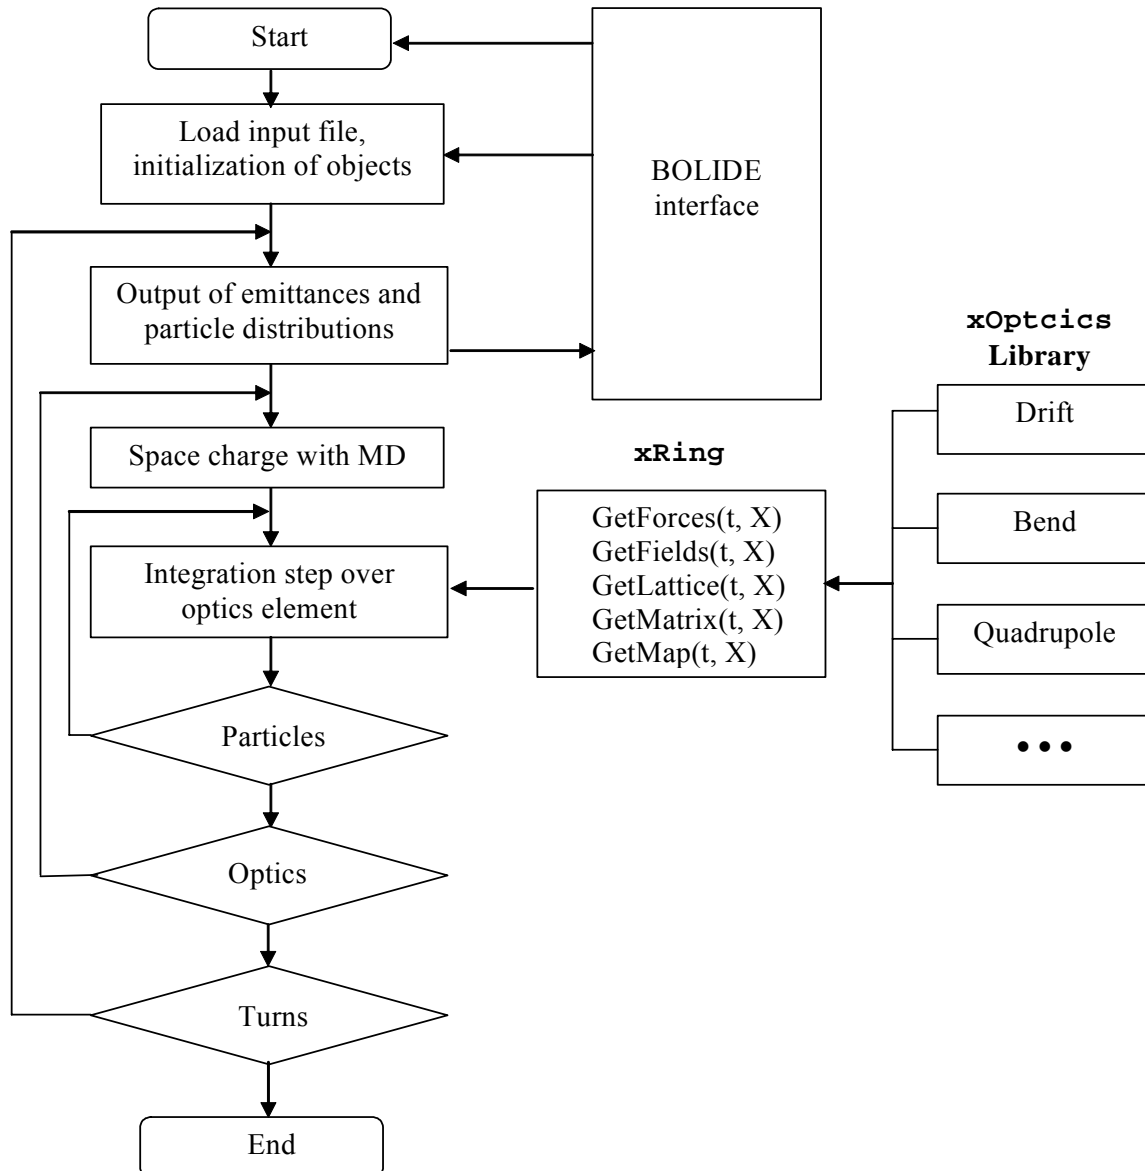 Start
Load input file,
initialization of objects
BOLIDE
interface
Output of emittances and
particle distributions
xOptcics
Library
Drift
Space charge with MD
xRing
GetForces(t, X)
GetFields(t, X)
GetLattice(t, X)
GetMatrix(t, X)
GetMap(t, X)
Bend
Integration step over
optics element
Quadrupole
•••
Particles
Optics
Turns
End